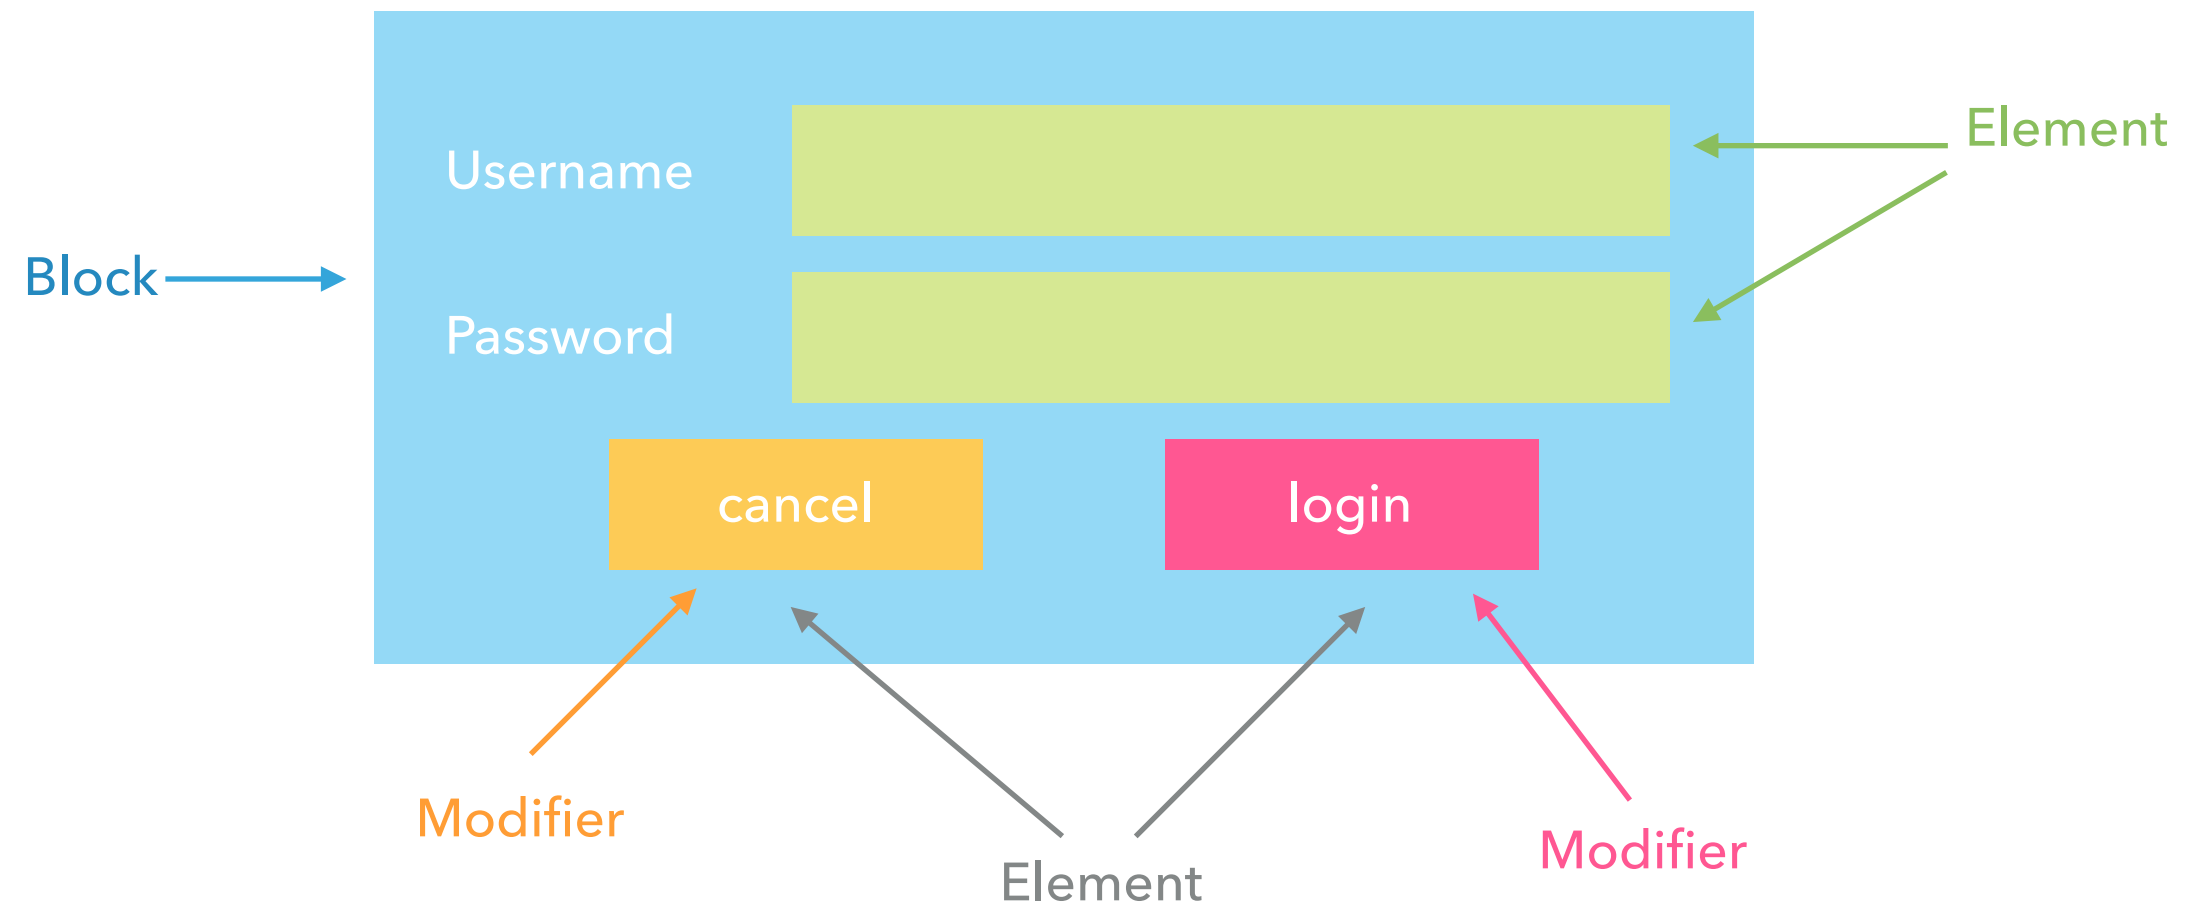 Element
Username
Block
Password
cancel
login
Modifier
Modifier
Element